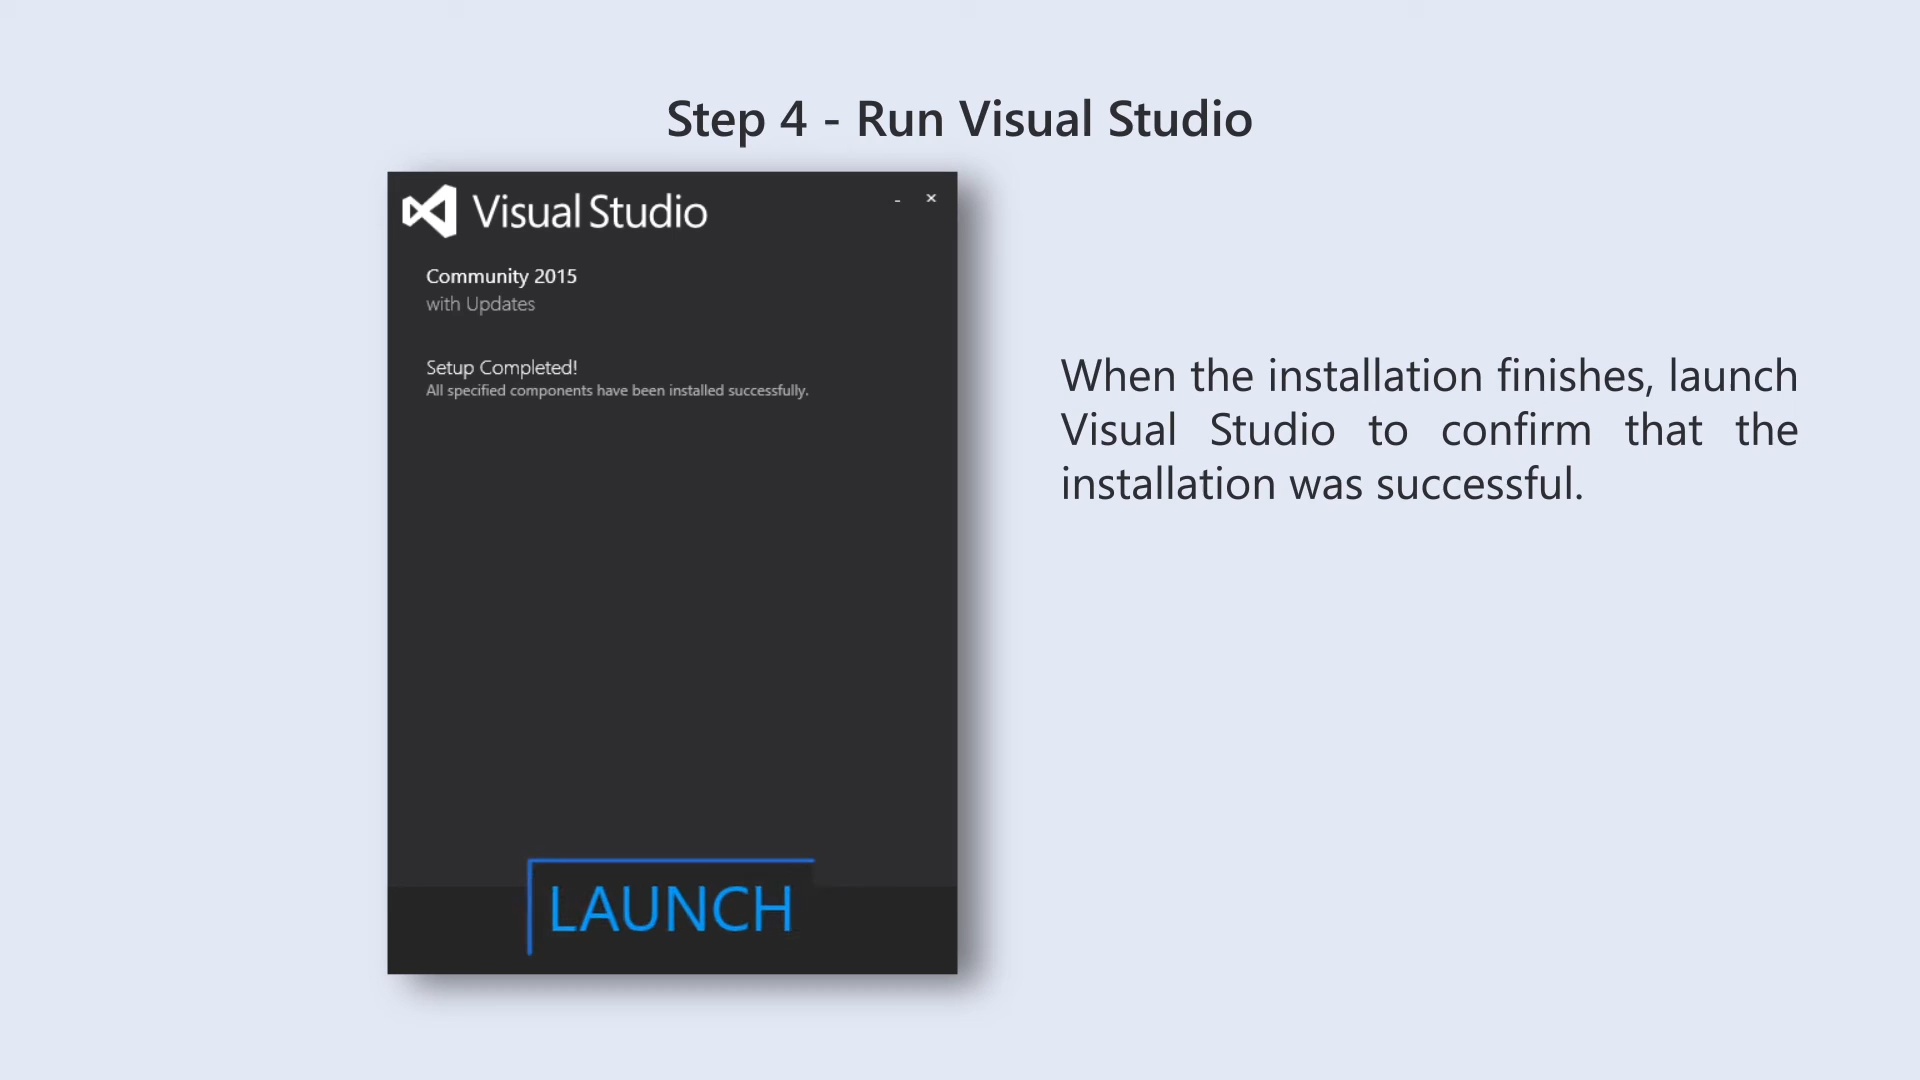 Step 4 - Run Visual Studio
Visual Studio
Community 2015
with Updates
Setup Completed!
All specified components have been installed successfully.
LAUNCH
When the installation finishes, launch
Visual Studio to confirm that the
installation was successful.